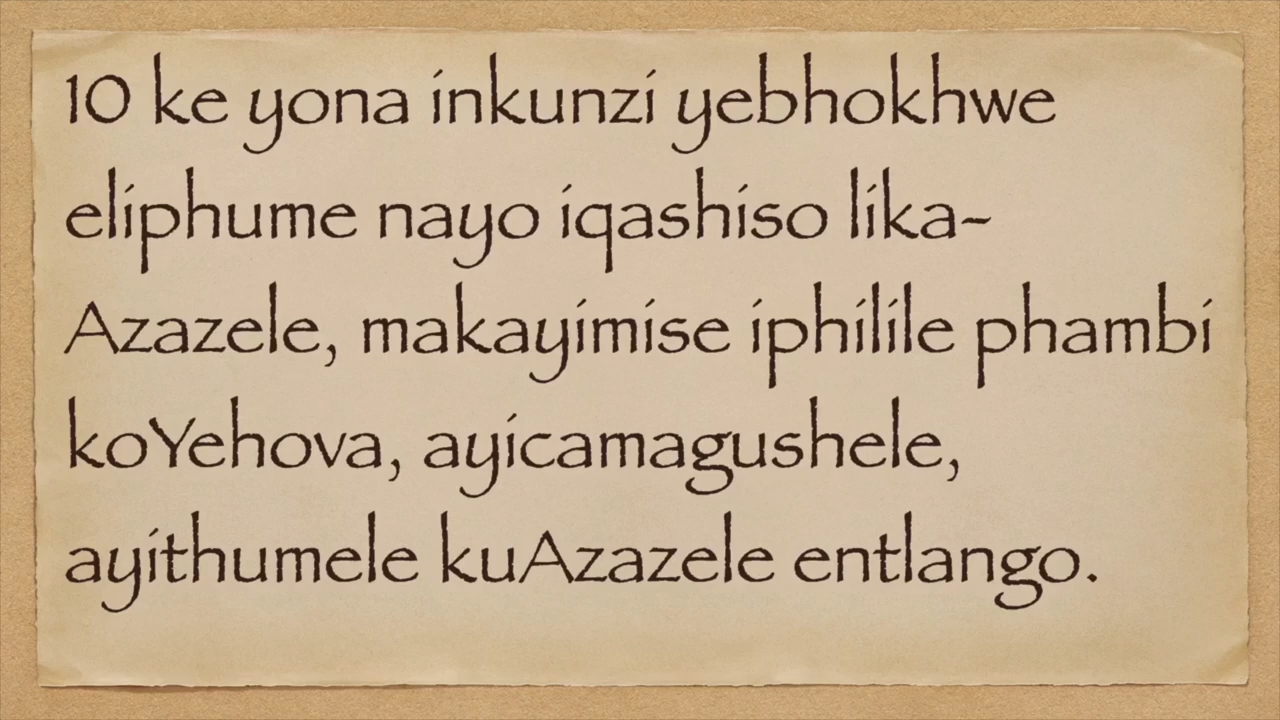 10 ke yona inkunzi yebhokhwe
eliphume nayo iqashiso lika-
Azazele, makayimise iphilile phambi
koYehova, ayicamagushele,
ayithumele kuAzazele entlango.